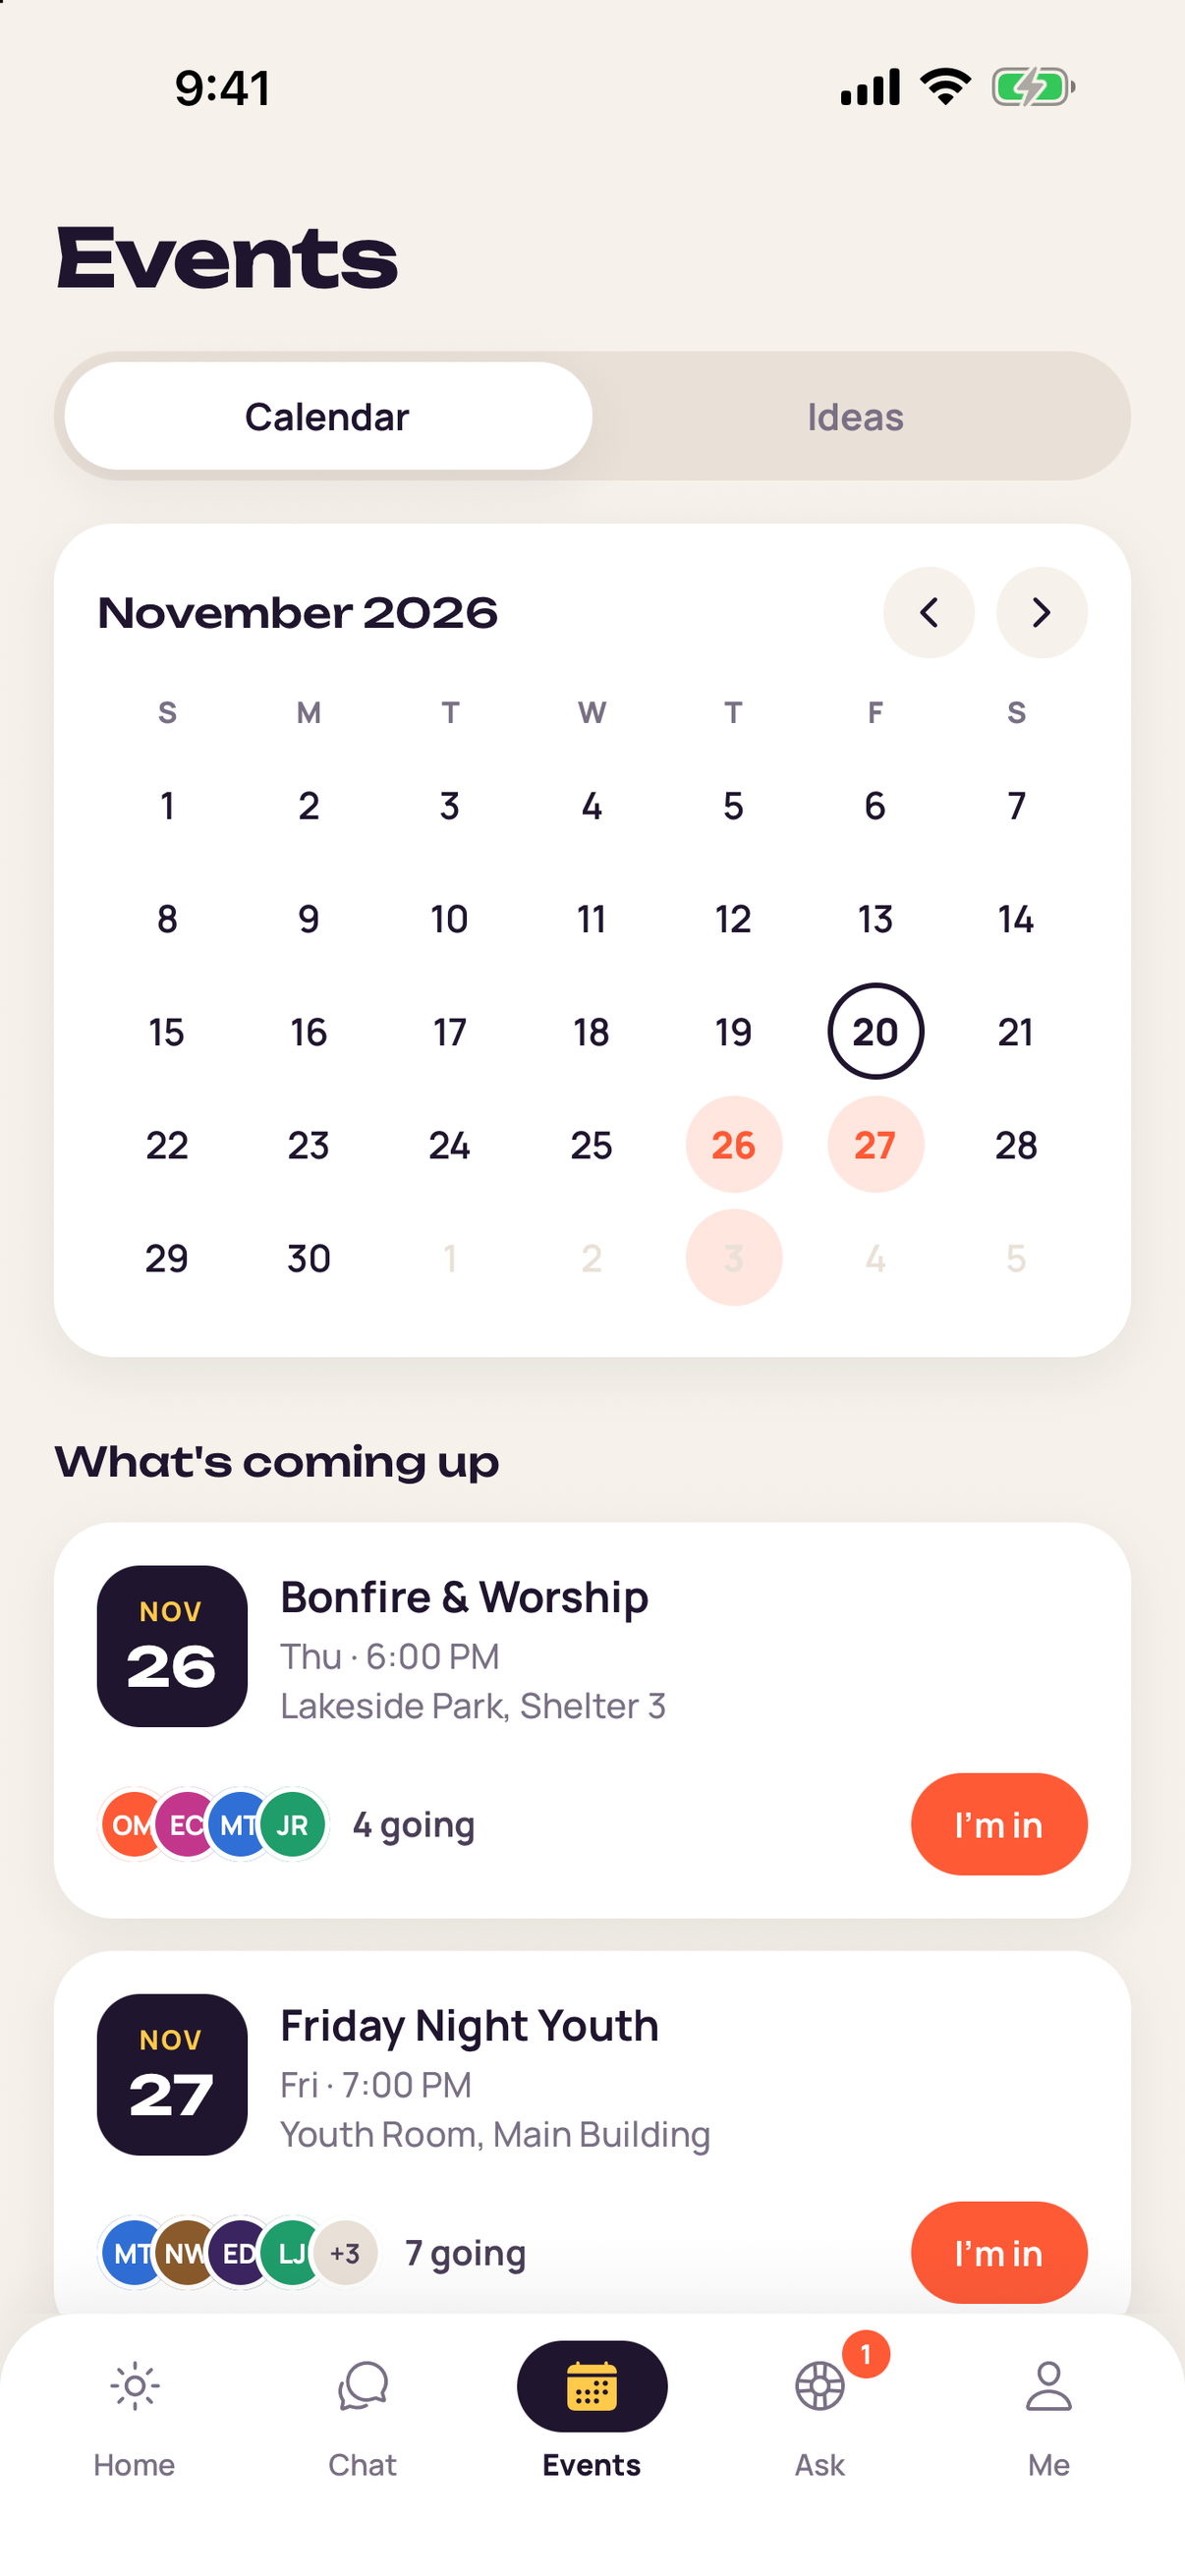 9:41
Events
Calendar Ideas
November 2026
S M T W T F S
1 2 3 4 5 6 7
8 9 10 11 12 13 14
15 16 17 18 19 20 21
22 23 24 25 26 27 28
29 30 1 2 3 4 5
What's coming up
NOV
26
Bonfire & Worship
Thu · 6:00 PM
Lakeside Park, Shelter 3
OM EC MT JR 4 going I'm in
NOV
27
Friday Night Youth
Fri · 7:00 PM
Youth Room, Main Building
MT NW ED LJ +3 7 going I'm in
1
Home Chat Events Ask Me